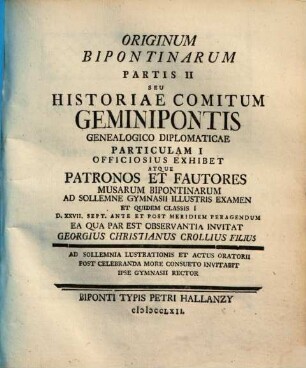 ORIGINUM
BIPONTINARUM
PARTIS II
SEU
HISTORIAE COMITUM
GEMINIPONTIS
GENEALOGICO DIPLOMATICAE
PARTICULAM I
OFFICIOSIUS EXHIBET
ATQUE
PATRONOS ET FAUTORES
MUSARUM BIPONTINARUM
AD SOLLEMNE GYMNASII ILLUSTRIS EXAMEN
ET QUIDEM CLASSIS I
D. XXVII. SEPT. ANTE ET POST MERIDIEM PERAGENDUM
EA QUA PAR EST OBSERVANTIA INVITAT
GEORGIUS CHRISTIANUS CROLLIUS FILIUS
AD SOLLEMNIA LUSTRATIONIS ET ACTUS ORATORII
POST CELEBRANDA MORE CONSUETO INVITABIT
IPSE GYMNASII RECTOR
BIPONTI TYPIS PETRI HALLANZY
cIɔIɔCCLXII.